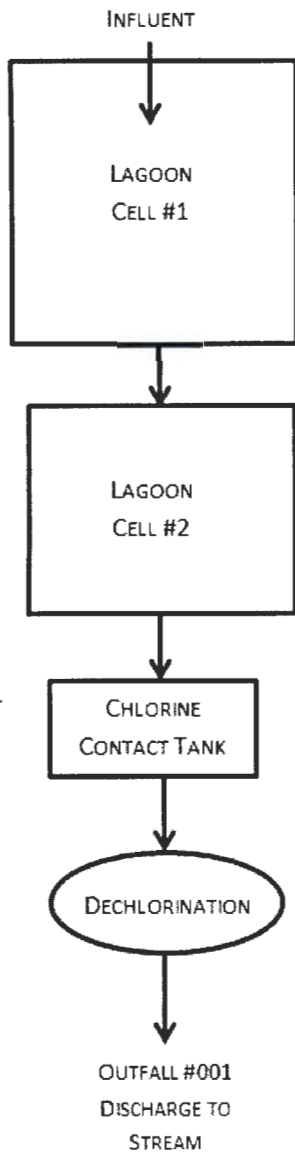 INFLUENT
LAGOON
CELL #1
LAGOON
CELL #2
CHLORINE
CONTACT TANK
DECHLORINATION
OUTFALL #001
DISCHARGE TO
STREAM